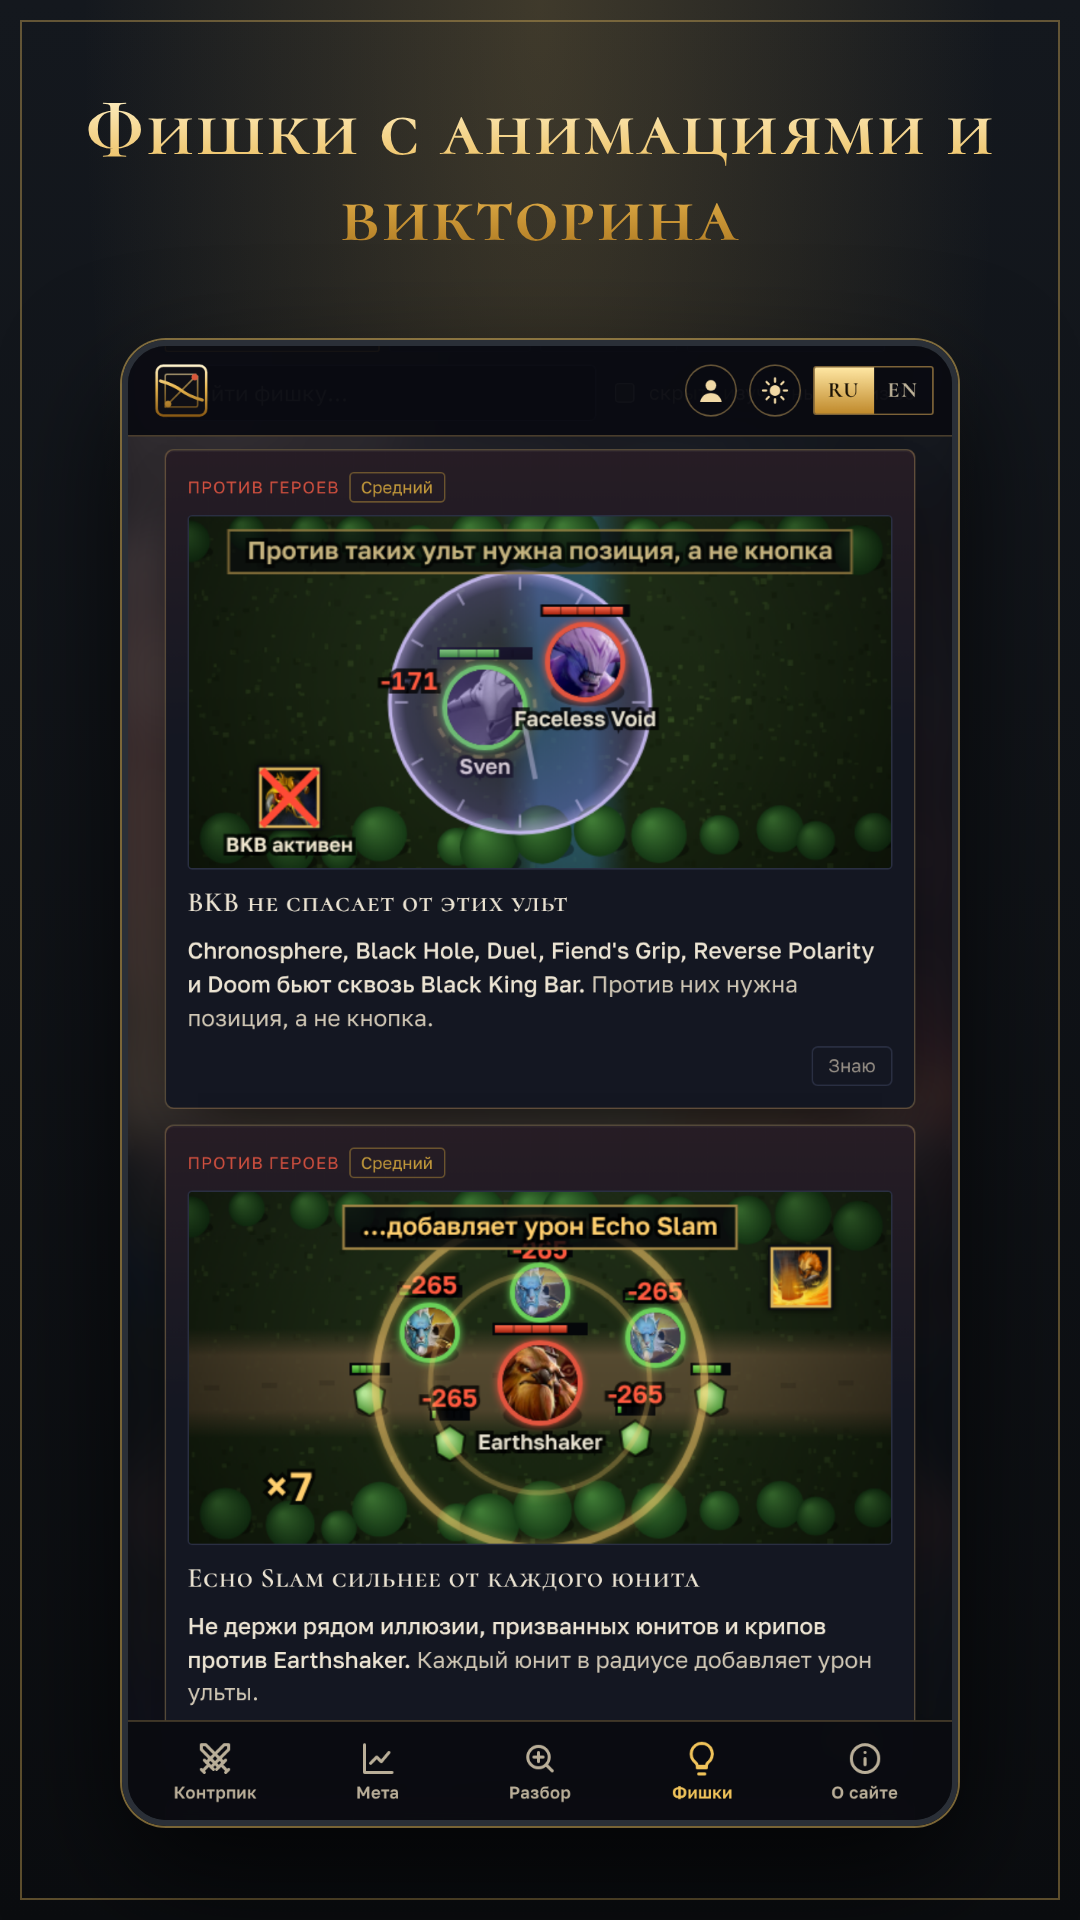 Фишки с анимациями и
викторина
йти фишку...
RU
EN
ПРОТИВ ГЕРОЕВ
Средний
Против таких ульт нужна позиция, а не кнопка
-171
Faceless Void
Sven
BKB активен
BKB не спасает от этих ульт
Chronosphere, Black Hole, Duel, Fiend's Grip, Reverse Polarity
и Doom бьют сквозь Black King Bar. Против них нужна
позиция, а не кнопка.
Знаю
ПРОТИВ ГЕРОЕВ
Средний
...добавляет урон Echo Slam
-265
-265
-265
-265
-265
Earthshaker
×7
Echo Slam сильнее от каждого юнита
Не держи рядом иллюзии, призванных юнитов и крипов
против Earthshaker. Каждый юнит в радиусе добавляет урон
ульты.
Контрпик
Мета
Разбор
Фишки
О сайте